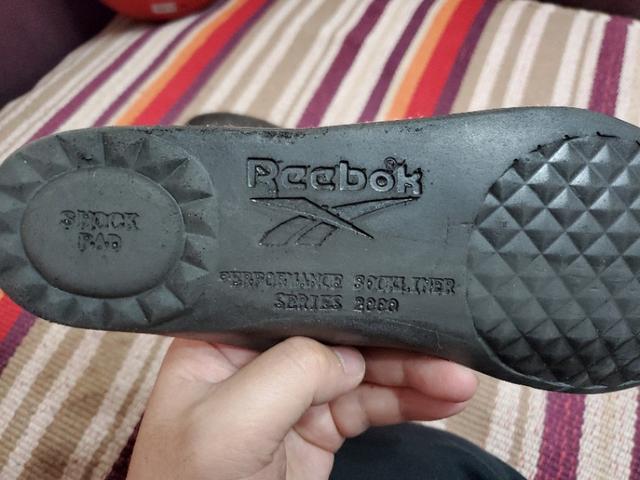 SHOCK
PAD
Reebok
PERFORMANCE SOCKLINER
SERIES 2000